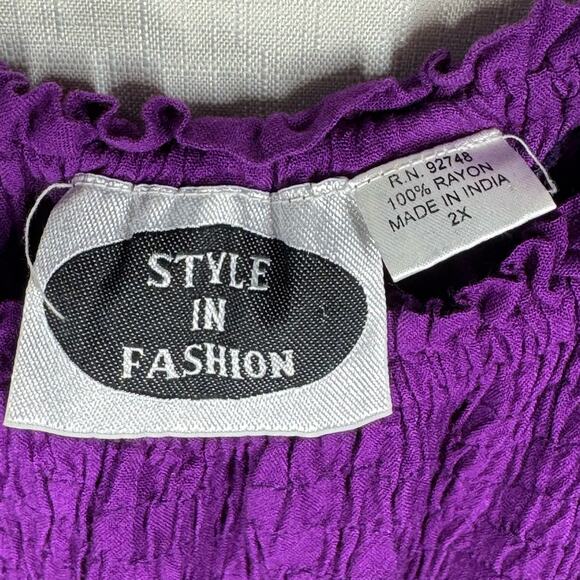 STYLE
IN
FASHION
R.N. 92748
100% RAYON
MADE IN INDIA
2X